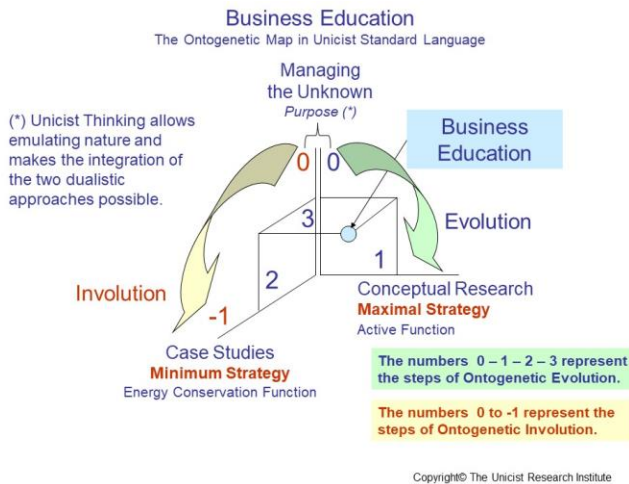 Business Education
The Ontogenetic Map in Unicist Standard Language
Managing
the Unknown
Purpose (*)
(*) Unicist Thinking allows
emulating nature and
makes the integration of
the two dualistic
approaches possible.
Business
Education
0 0
Evolution
3
1
2
Involution
-1
Conceptual Research
Maximal Strategy
Active Function
Case Studies
Minimum Strategy
Energy Conservation Function
The numbers 0 – 1 – 2 – 3 represent
the steps of Ontogenetic Evolution.
The numbers 0 to -1 represent the
steps of Ontogenetic Involution.
Copyright© The Unicist Research Institute